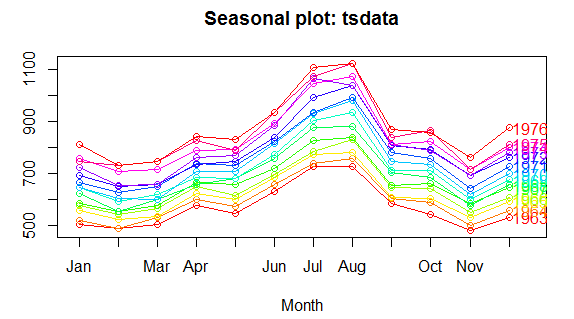 Seasonal plot: tsdata
1100
900
700
500
1976
1963
Jan
Mar
Apr
Jun
Jul
Aug
Oct
Nov
Month